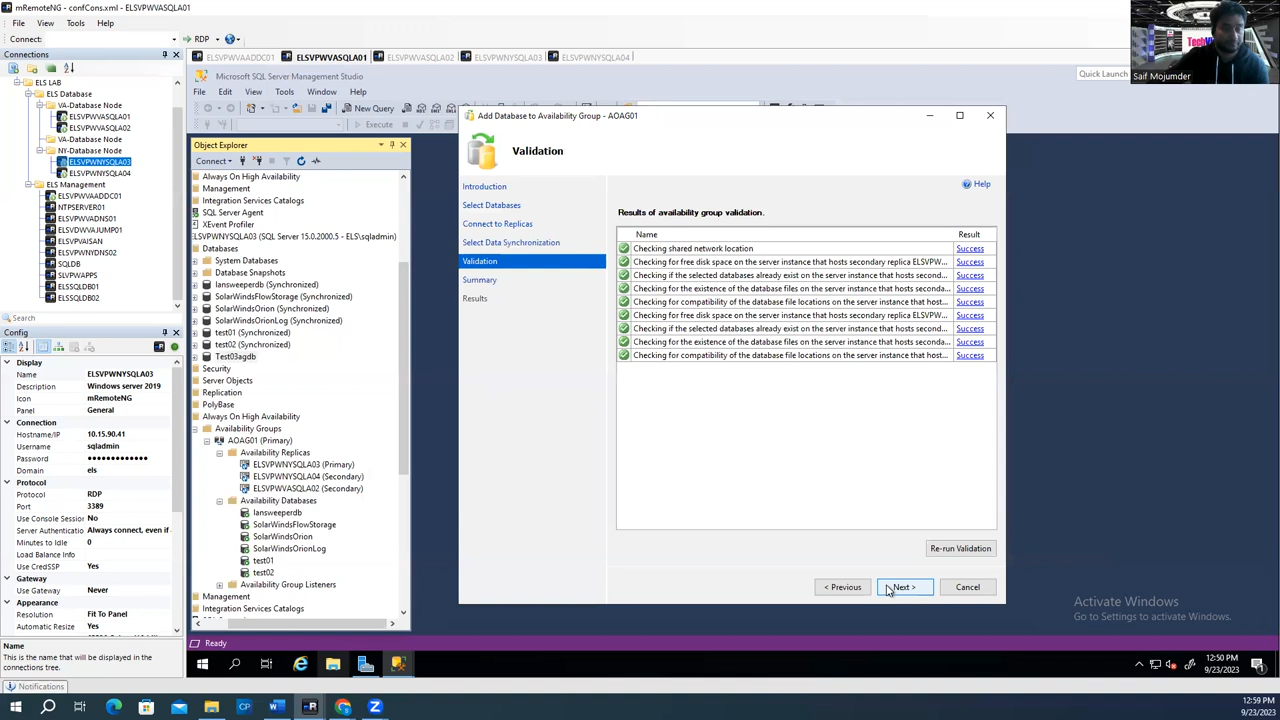 mRemoteNG - confCons.xml - ELSVPWVASQLA01
File View Tools Help
Connect: RDP
Connections
ELS LAB
ELS Database
VA-Database Node
ELSVPWVASQLA01
ELSVPWVASQLA02
VA-Database Node
NY-Database Node
ELSVPWNYSQLA03
ELSVPWNYSQLA04
ELS Management
ELSVPWVAADDC01
NTPSERVER01
ELSVPWVADNS01
ELSVDWVAJUMP01
ELSVPWVAISAN
ELSVPWNYDNS02
SQLDB
SLVPWAPPS
ELSSQLDB01
ELSSQLDB02
Search
Config
Display
Name ELSVPWNYSQLA03
Description Windows server 2019
Icon mRemoteNG
Panel General
Connection
Hostname/IP 10.15.90.41
Username sqladmin
Password ••••••••••••
Domain els
Protocol
Protocol RDP
Port 3389
Use Console Session No
Server Authentication Always connect, even if
Minutes to Idle 0
Load Balance Info
Use CredSSP Yes
Gateway
Gateway Never
Appearance
Resolution Fit To Panel
Automatic Resize Yes
Name
This is the name that will be displayed in the
connections tree.
Notifications
ELSVPWVAADDC01 ELSVPWVASQLA01 ELSVPWVASQLA02 ELSVPWNYSQLA03 ELSVPWNYSQLA04
Microsoft SQL Server Management Studio
Quick Launch
File Edit View Tools Window Help
New Query
Execute
Object Explorer
Connect
Always On High Availability
Management
Integration Services Catalogs
SQL Server Agent
XEvent Profiler
ELSVPWNYSQLA03 (SQL Server 15.0.2000.5 - ELS\sqladmin)
Databases
System Databases
Database Snapshots
lansweeperdb (Synchronized)
SolarWindsFlowStorage (Synchronized)
SolarWindsOrion (Synchronized)
SolarWindsOrionLog (Synchronized)
test01 (Synchronized)
test02 (Synchronized)
Test03agdb
Security
Server Objects
Replication
PolyBase
Always On High Availability
Availability Groups
AOAG01 (Primary)
Availability Replicas
ELSVPWNYSQLA03 (Primary)
ELSVPWNYSQLA04 (Secondary)
ELSVPWVASQLA02 (Secondary)
Availability Databases
lansweeperdb
SolarWindsFlowStorage
SolarWindsOrion
SolarWindsOrionLog
test01
test02
Availability Group Listeners
Management
Integration Services Catalogs
Add Database to Availability Group - AOAG01
Validation
Introduction
Select Databases
Connect to Replicas
Select Data Synchronization
Validation
Summary
Results
Help
Results of availability group validation.
Name Result
Checking shared network location Success
Checking for free disk space on the server instance that hosts secondary replica ELSVPW... Success
Checking if the selected databases already exist on the server instance that hosts seconda... Success
Checking for the existence of the database files on the server instance that hosts seconda... Success
Checking for compatibility of the database file locations on the server instance that host... Success
Checking for free disk space on the server instance that hosts secondary replica ELSVPW... Success
Checking if the selected databases already exist on the server instance that hosts second... Success
Checking for the existence of the database files on the server instance that hosts seconda... Success
Checking for compatibility of the database file locations on the server instance that host... Success
Re-run Validation
< Previous Next > Cancel
Activate Windows
Go to Settings to activate Windows.
Ready
12:50 PM
9/23/2023
12:59 PM
9/23/2023
Saif Mojumder